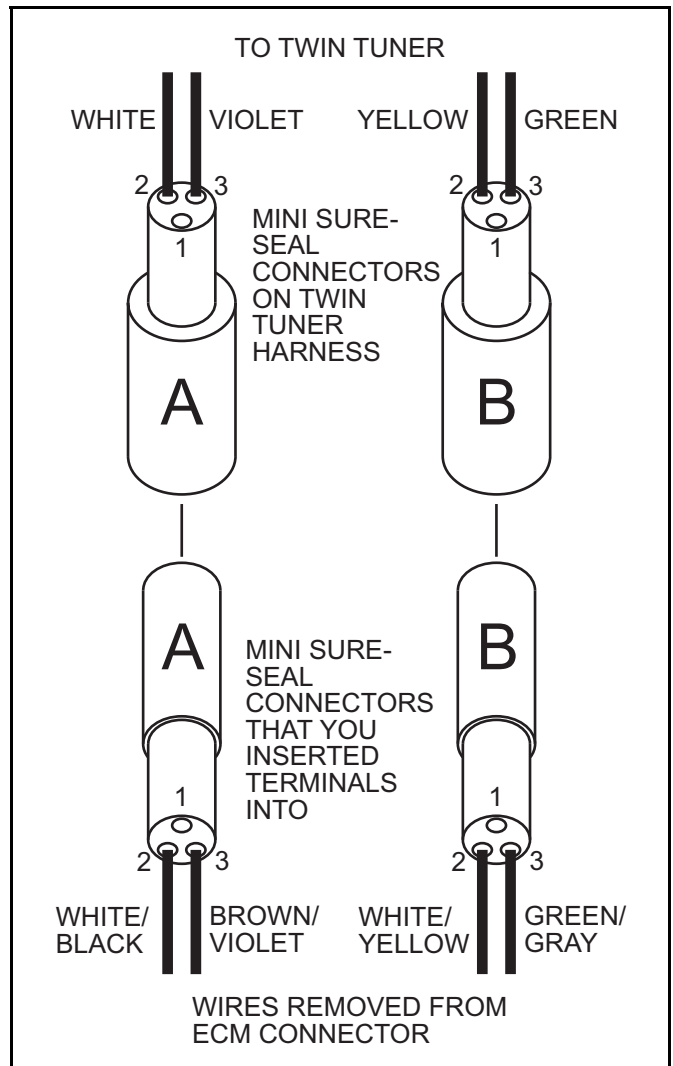 TO TWIN TUNER
WHITE
VIOLET
YELLOW
GREEN
2
3
1
2
3
1
MINI SURE-
SEAL
CONNECTORS
ON TWIN
TUNER
HARNESS
A
B
A
B
MINI SURE-
SEAL
CONNECTORS
THAT YOU
INSERTED
TERMINALS
INTO
1
2
3
1
2
3
WHITE/
BLACK
BROWN/
VIOLET
WHITE/
YELLOW
GREEN/
GRAY
WIRES REMOVED FROM
ECM CONNECTOR